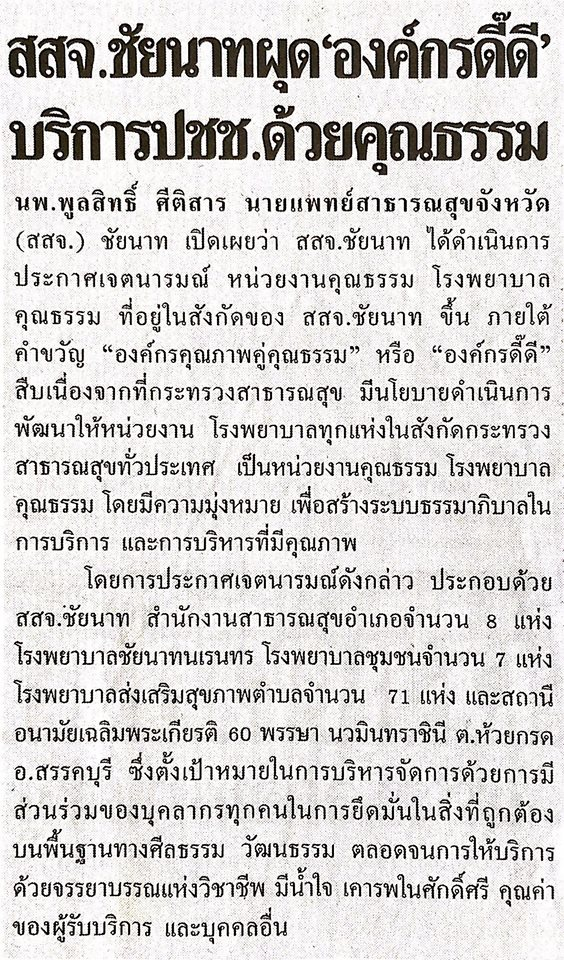 สสจ.ชัยนาทผุด‘องค์กรดี๊ดี’
บริการปชช.ด้วยคุณธรรม
นพ.พูลสิทธิ์ ศีติสาร นายแพทย์สาธารณสุขจังหวัด
(สสจ.) ชัยนาท เปิดเผยว่า สสจ.ชัยนาท ได้ดำเนินการ
ประกาศเจตนารมณ์ หน่วยงานคุณธรรม โรงพยาบาล
คุณธรรม ที่อยู่ในสังกัดของ สสจ.ชัยนาท ขึ้น ภายใต้
คำขวัญ “องค์กรคุณภาพคู่คุณธรรม” หรือ “องค์กรดี๊ดี”
สืบเนื่องจากที่กระทรวงสาธารณสุข มีนโยบายดำเนินการ
พัฒนาให้หน่วยงาน โรงพยาบาลทุกแห่งในสังกัดกระทรวง
สาธารณสุขทั่วประเทศ เป็นหน่วยงานคุณธรรม โรงพยาบาล
คุณธรรม โดยมีความมุ่งหมาย เพื่อสร้างระบบธรรมาภิบาลใน
การบริการ และการบริหารที่มีคุณภาพ
โดยการประกาศเจตนารมณ์ดังกล่าว ประกอบด้วย
สสจ.ชัยนาท สำนักงานสาธารณสุขอำเภอจำนวน 8 แห่ง
โรงพยาบาลชัยนาทนเรนทร โรงพยาบาลชุมชนจำนวน 7 แห่ง
โรงพยาบาลส่งเสริมสุขภาพตำบลจำนวน 71 แห่ง และสถานี
อนามัยเฉลิมพระเกียรติ 60 พรรษา นวมินทราชินี ต.ห้วยกรด
อ.สรรคบุรี ซึ่งตั้งเป้าหมายในการบริหารจัดการด้วยการมี
ส่วนร่วมของบุคลากรทุกคนในการยึดมั่นในสิ่งที่ถูกต้อง
บนพื้นฐานทางศีลธรรม วัฒนธรรม ตลอดจนการให้บริการ
ด้วยจรรยาบรรณแห่งวิชาชีพ มีน้ำใจ เคารพในศักดิ์ศรี คุณค่า
ของผู้รับบริการ และบุคคลอื่น